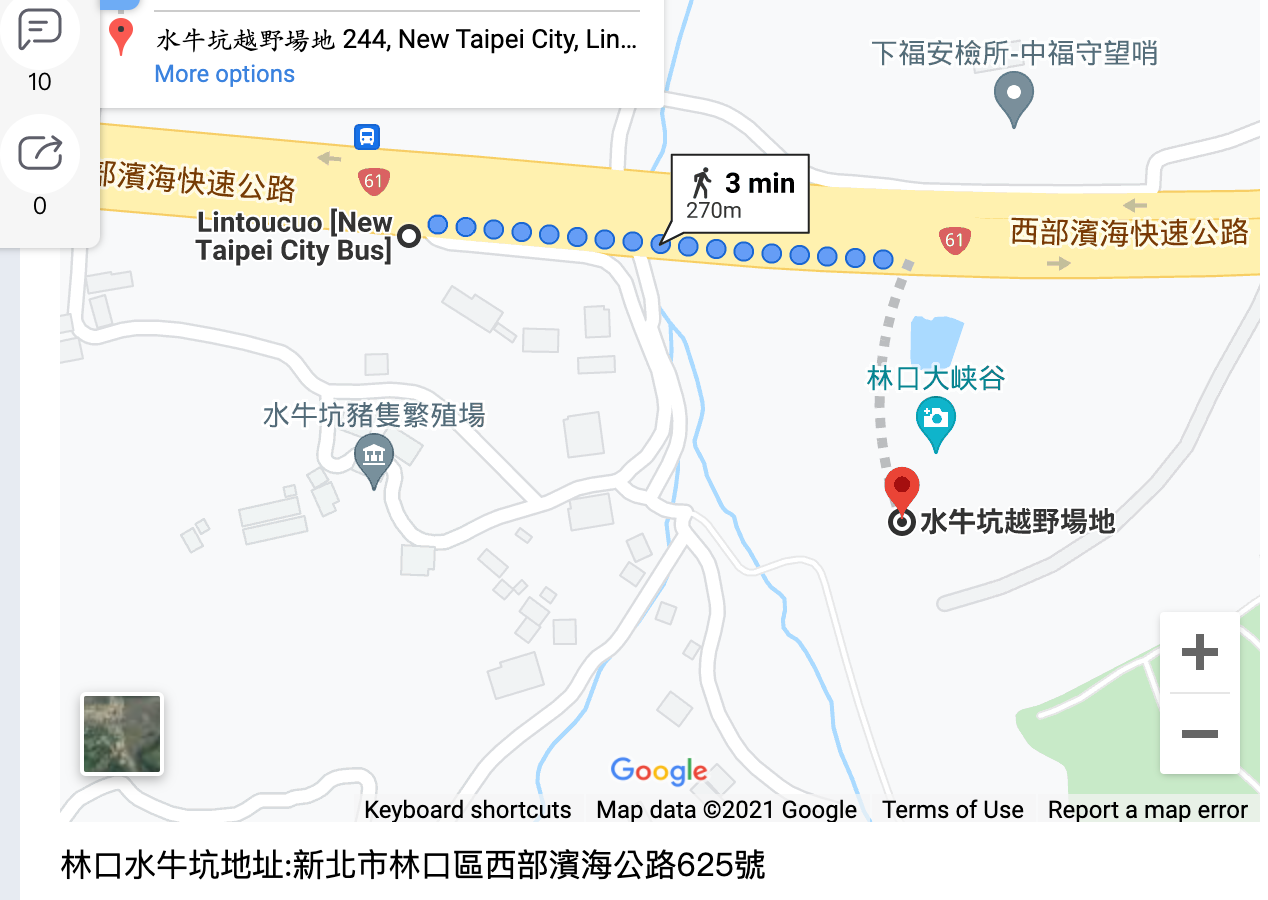 水牛坑越野場地 244, New Taipei City, Lin...
More options
10
0
下福安檢所-中福守望哨
部濱海快速公路
61
3 min
270m
Lintoucuo [New
Taipei City Bus]
61
西部濱海快速公路
林口大峡谷
水牛坑豬隻繁殖場
水牛坑越野場地
Google
Keyboard shortcuts
Map data ©2021 Google
Terms of Use
Report a map error
林口水牛坑地址:新北市林口區西部濱海公路625號